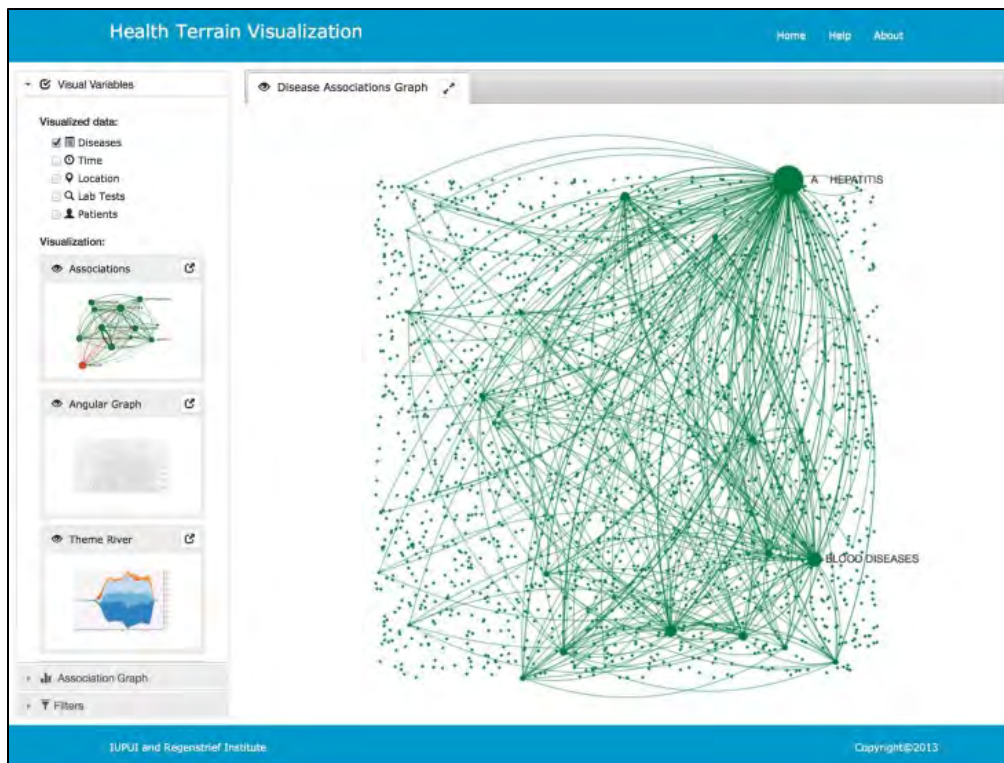 Health Terrain Visualization
Home Help About
Visual Variables
Disease Associations Graph
Visualized data:
Diseases
Time
Location
Lab Tests
Patients
Visualization:
Associations
Angular Graph
Theme River
Association Graph
Filters
A HEPATITIS
BLOOD DISEASES
IUPUI and Regenstrief Institute
Copyright©2013